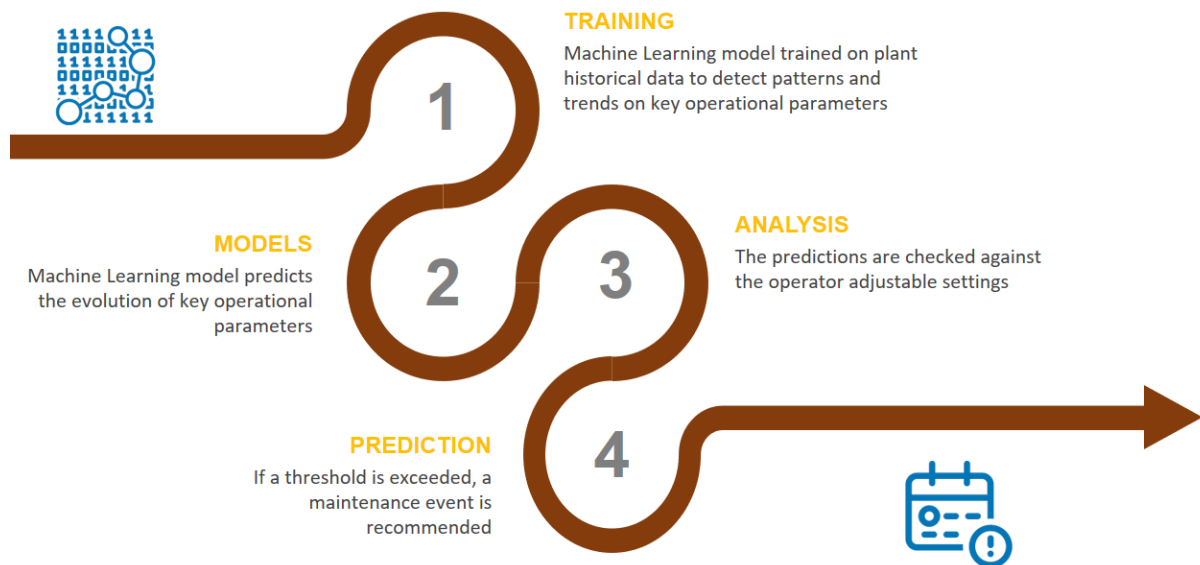 1111 11
TRAINING
Machine Learning model trained on plant
historical data to detect patterns and
trends on key operational parameters
1
MODELS
Machine Learning model predicts
the evolution of key operational
parameters
2
3
ANALYSIS
The predictions are checked against
the operator adjustable settings
PREDICTION
If a threshold is exceeded, a
maintenance event is
recommended
4